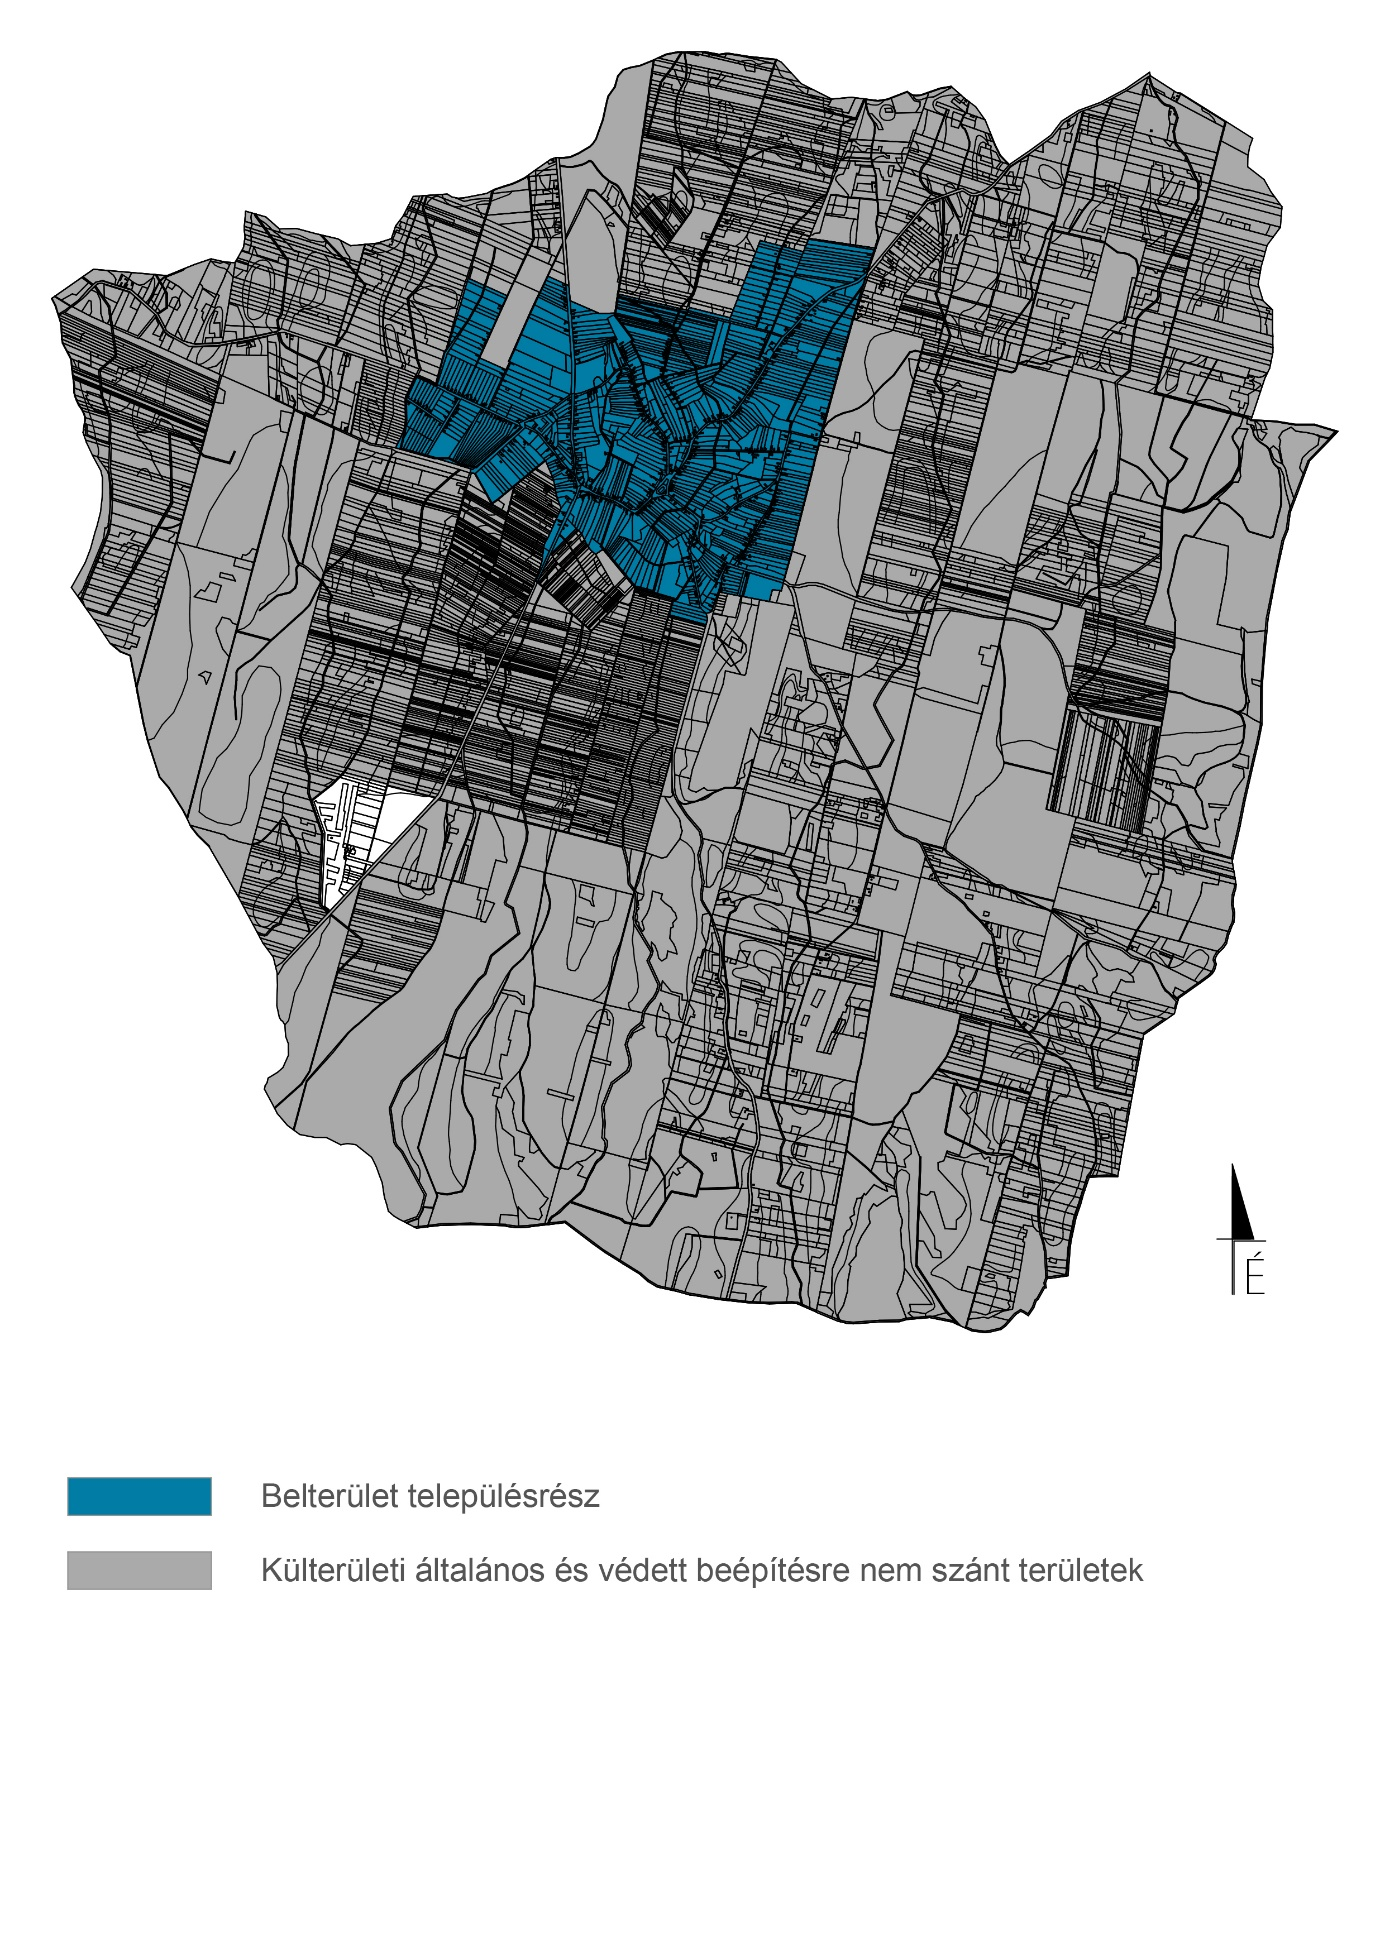 É
Belterület településrész
Külterületi általános és védett beépítésre nem szánt területek